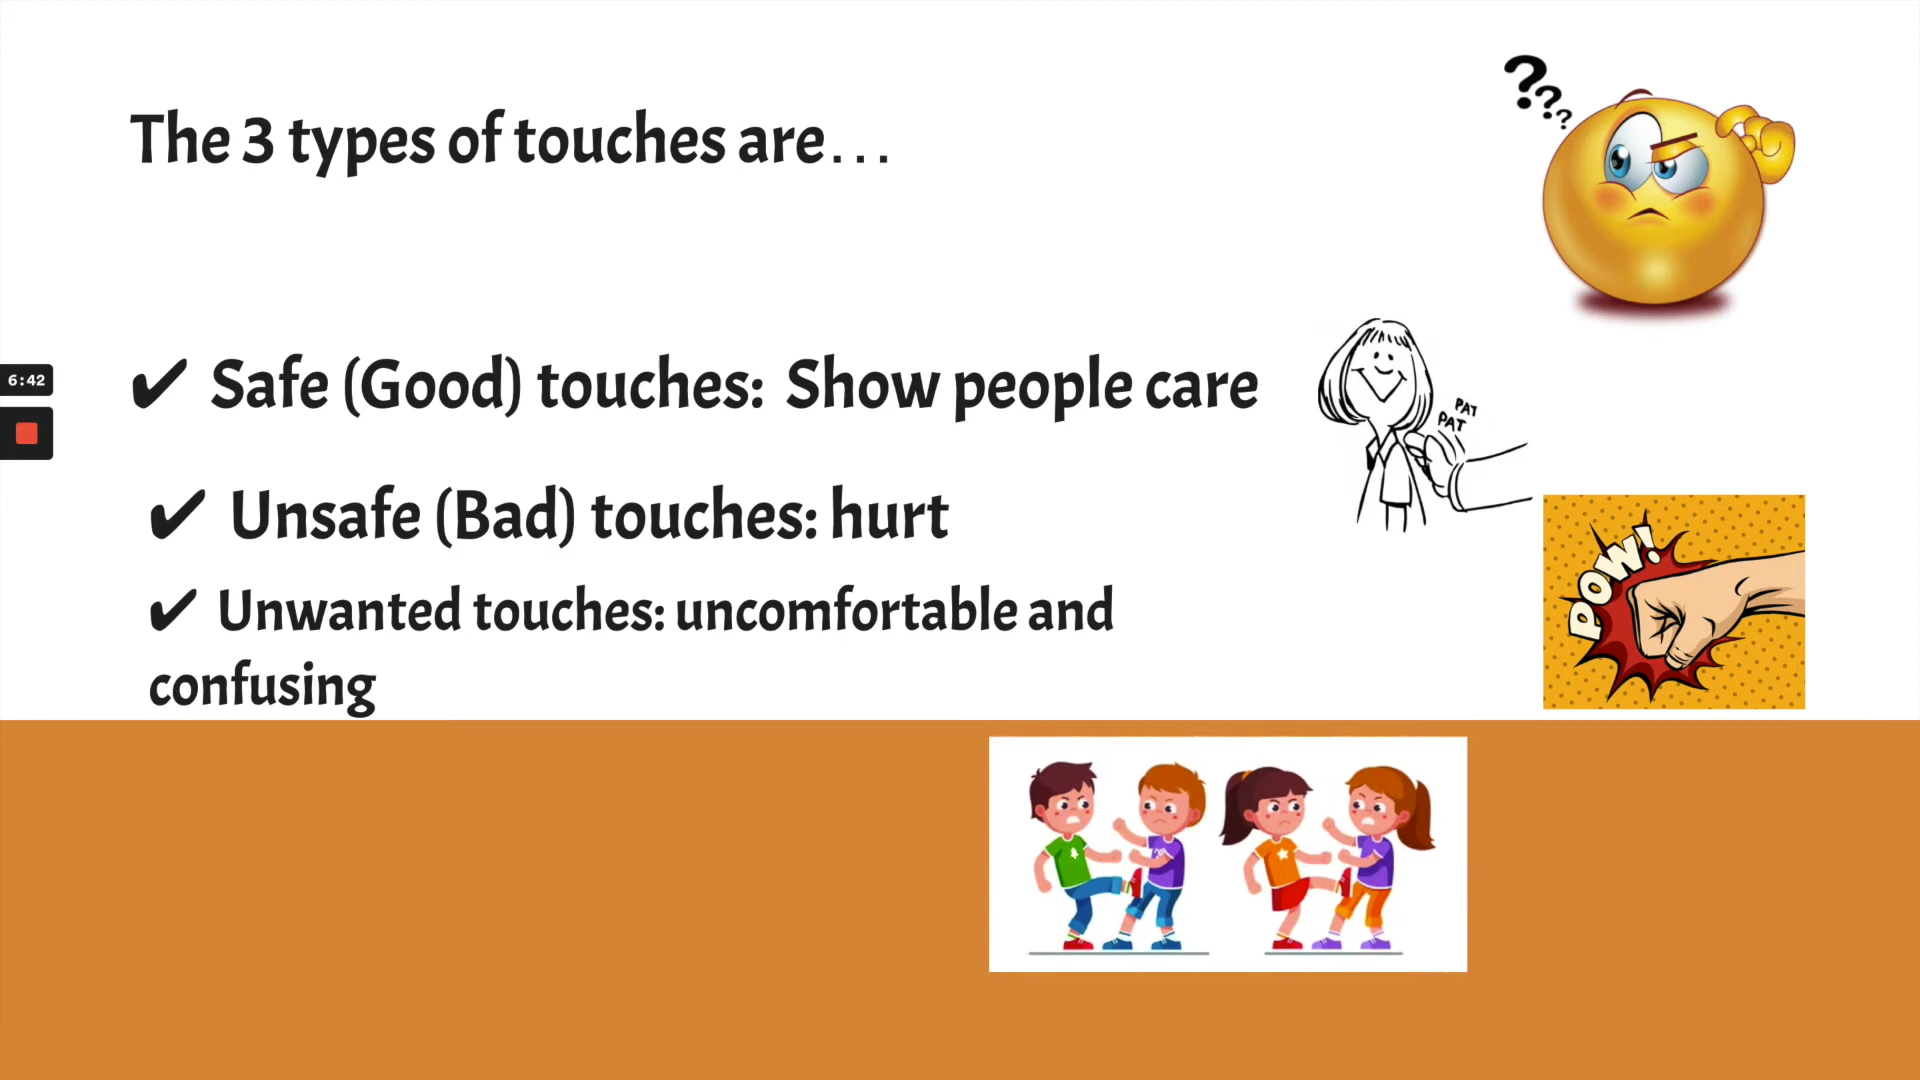 The 3 types of touches are...
???
6:42
✔ Safe (Good) touches: Show people care
PAT
PAT
✔ Unsafe (Bad) touches: hurt
POW!
✔ Unwanted touches: uncomfortable and
confusing